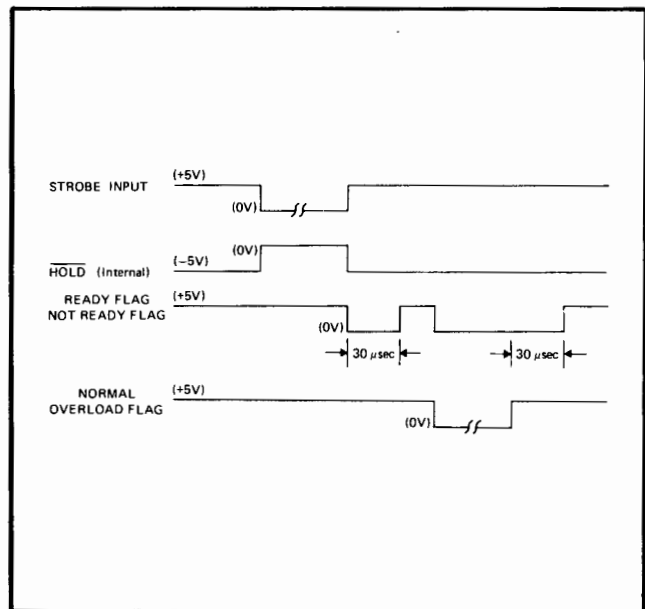 (+5V)
STROBE INPUT
(0V)
(0V)
HOLD (Internal) (-5V)
READY FLAG (+5V)
NOT READY FLAG
(0V)
30 μsec 30 μsec
NORMAL (+5V)
OVERLOAD FLAG
(0V)